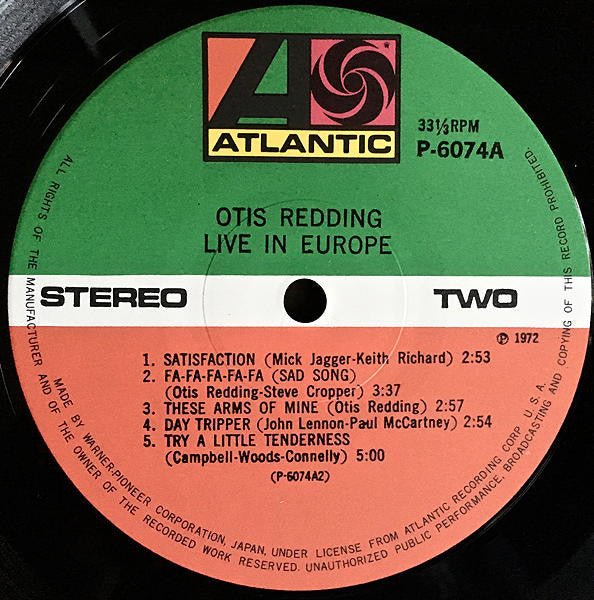 ATLANTIC
33⅓RPM
P-6074A
OTIS REDDING
LIVE IN EUROPE
STEREO
TWO
℗ 1972
1. SATISFACTION (Mick Jagger-Keith Richard) 2:53
2. FA-FA-FA-FA-FA (SAD SONG)
(Otis Redding-Steve Cropper) 3:37
3. THESE ARMS OF MINE (Otis Redding) 2:57
4. DAY TRIPPER (John Lennon-Paul McCartney) 2:54
5. TRY A LITTLE TENDERNESS
(Campbell-Woods-Connelly) 5:00
(P-6074A2)
ALL RIGHTS OF THE MANUFACTURER AND OF THE OWNER OF THE RECORDED WORK RESERVED. UNAUTHORIZED PUBLIC PERFORMANCE, BROADCASTING AND COPYING OF THIS RECORD PROHIBITED.
MADE BY WARNER-PIONEER CORPORATION, JAPAN, UNDER LICENSE FROM ATLANTIC RECORDING CORP. U.S.A.